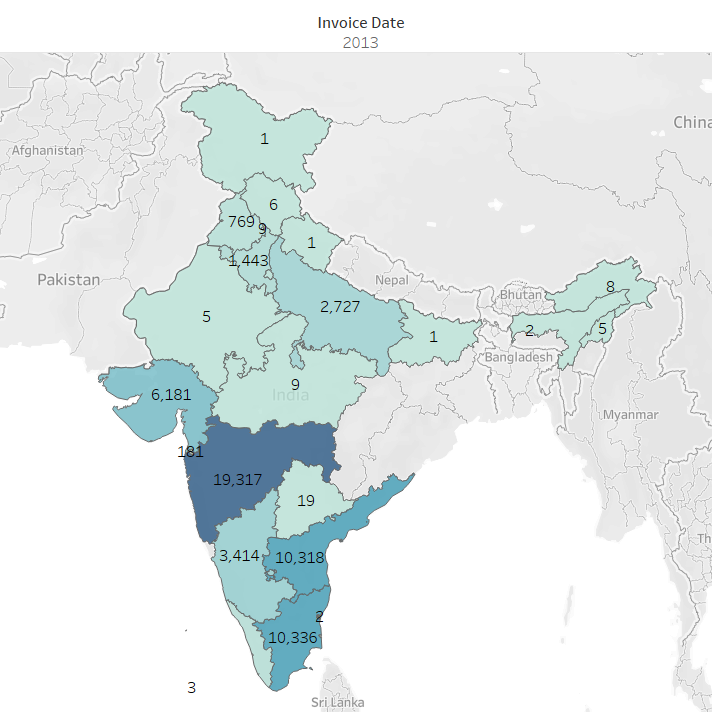 Invoice Date
2013
China
1
Afghanistan
6
769
9
1
1,443
Pakistan
Nepal
8
Bhutan
2,727
5
2
5
1
Bangladesh
9
India
6,181
Myanmar
181
19,317
19
3,414
10,318
Th
2
10,336
3
Sri Lanka